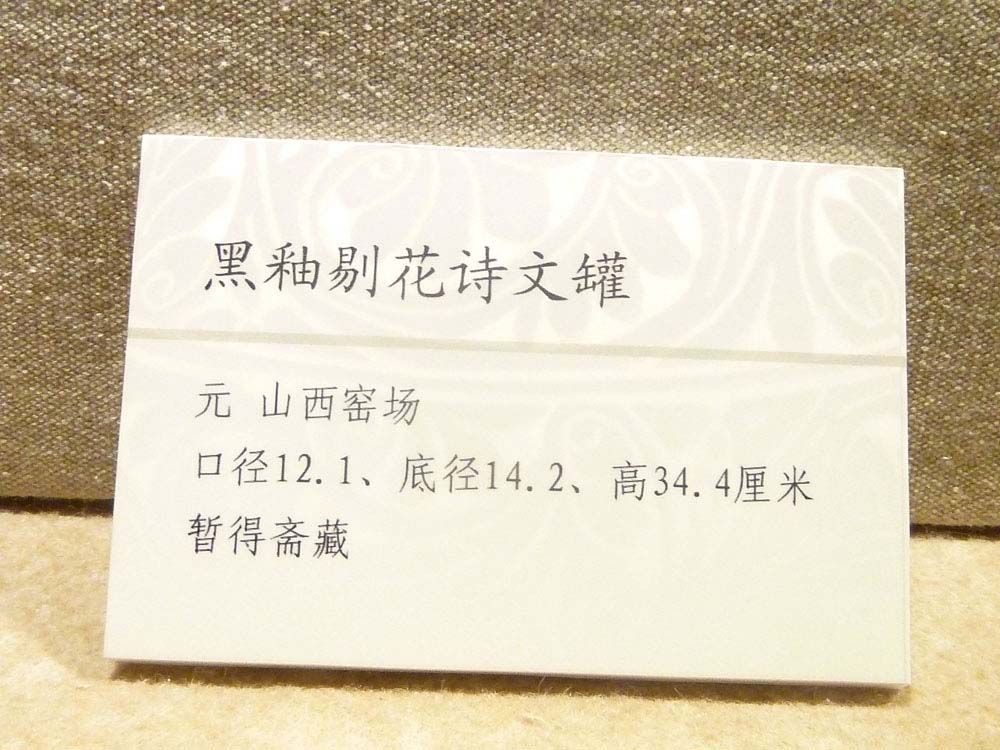 黑釉剔花诗文罐
元 山西窑场
口径12.1、底径14.2、高34.4厘米
暂得斋藏